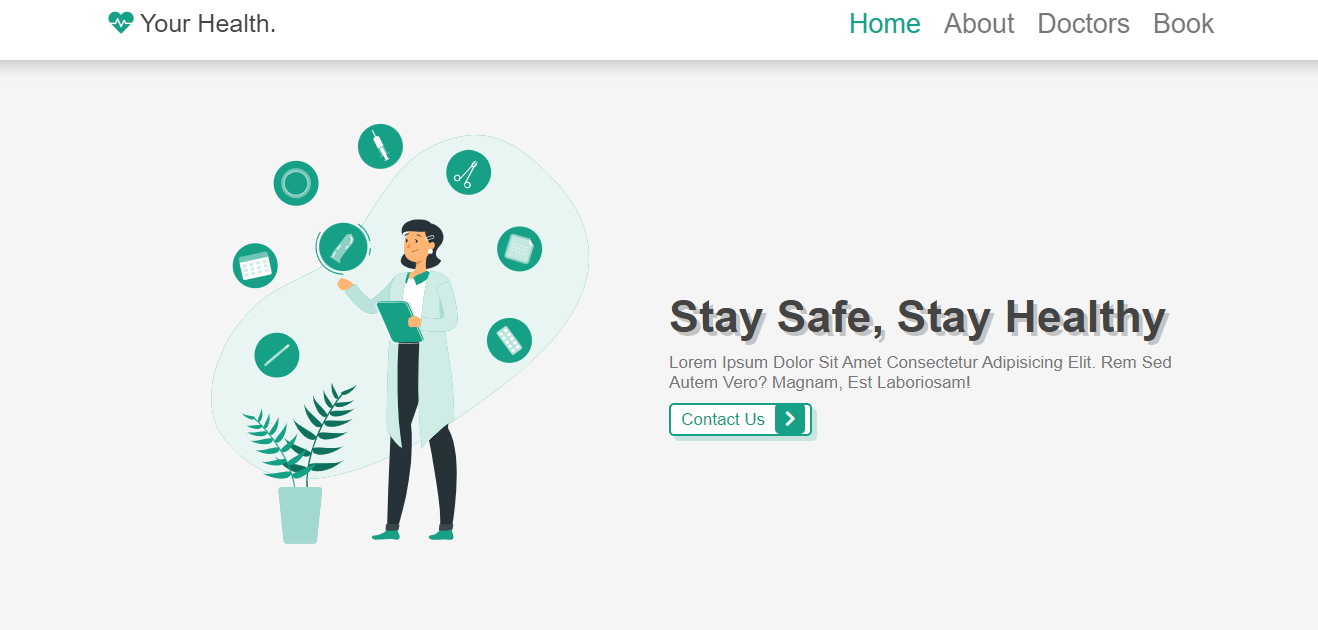 Your Health.
Home About Doctors Book
Stay Safe, Stay Healthy
Lorem Ipsum Dolor Sit Amet Consectetur Adipisicing Elit. Rem Sed
Autem Vero? Magnam, Est Laboriosam!
Contact Us